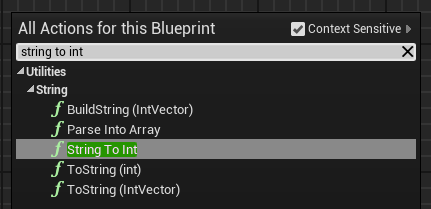 All Actions for this Blueprint
Context Sensitive
string to int
Utilities
String
BuildString (IntVector)
Parse Into Array
String To Int
ToString (int)
ToString (IntVector)